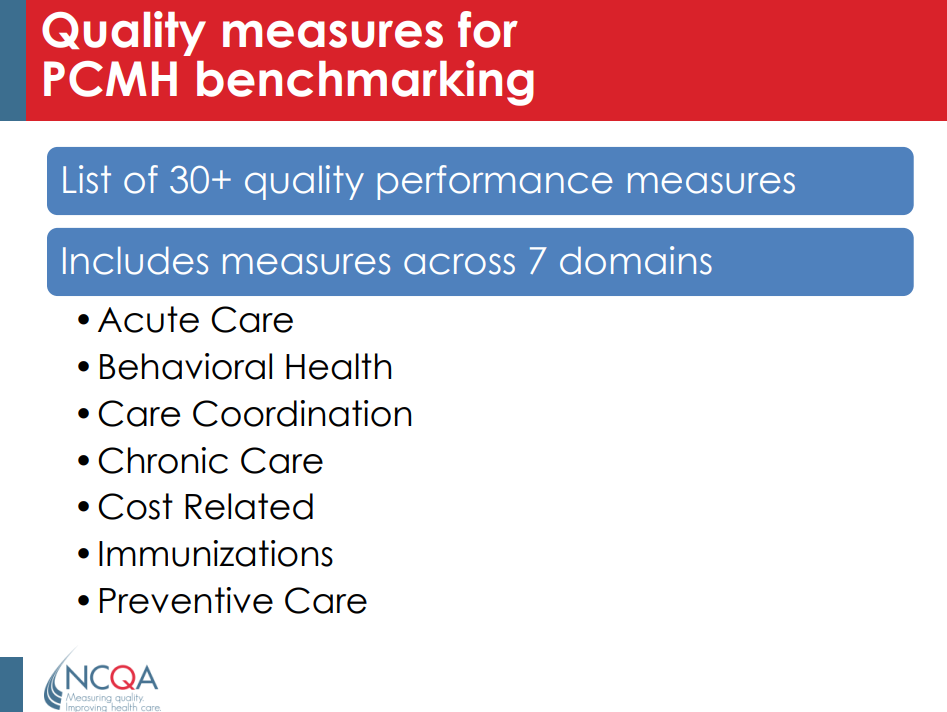 Quality measures for
PCMH benchmarking
List of 30+ quality performance measures
Includes measures across 7 domains
•Acute Care
•Behavioral Health
•Care Coordination
•Chronic Care
•Cost Related
•Immunizations
•Preventive Care
NCQA
Measuring quality.
Improving health care.